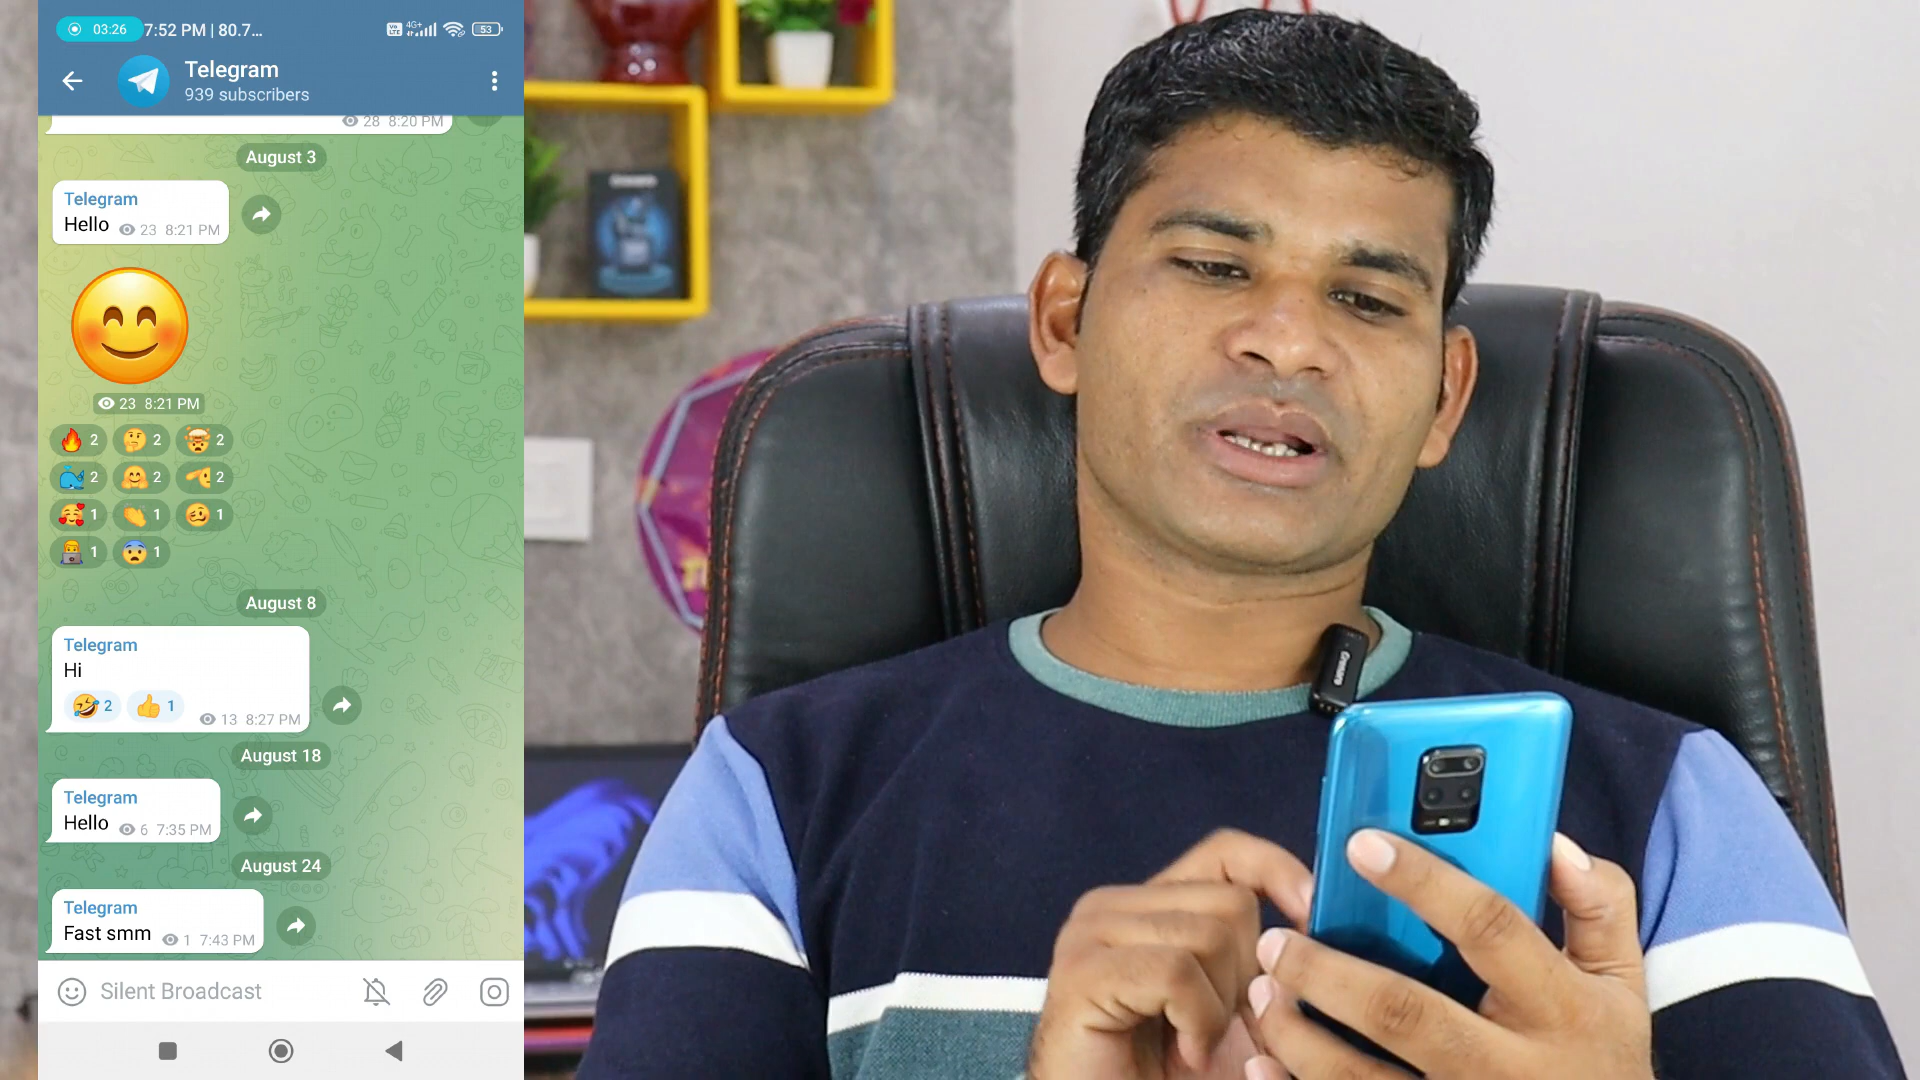 03:26 7:52 PM | 80.7... 4G+ 53
Telegram
939 subscribers
28 8:20 PM
August 3
Telegram
Hello 23 8:21 PM
23 8:21 PM
2 2 2
2 2 2
1 1 1
1 1
August 8
Telegram
Hi
2 1 13 8:27 PM
August 18
Telegram
Hello 6 7:35 PM
August 24
Telegram
Fast smm 1 7:43 PM
Silent Broadcast